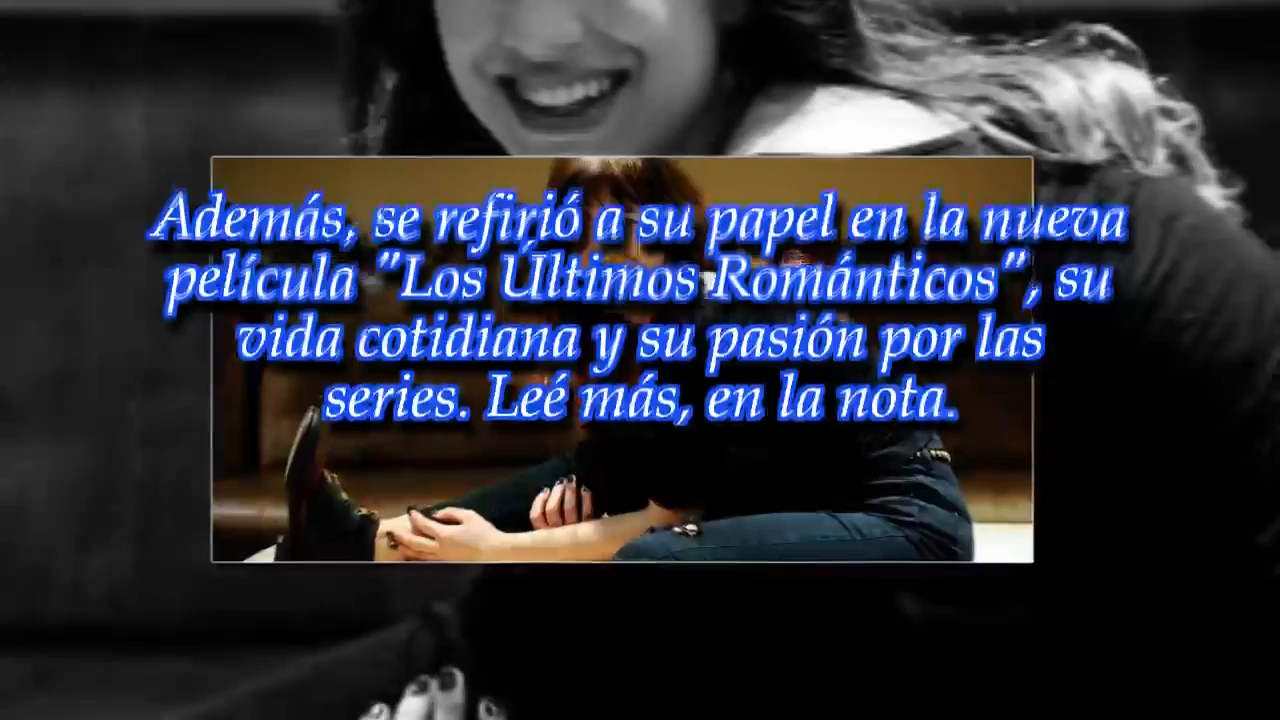 Además, se refirió a su papel en la nueva
película "Los Últimos Románticos", su
vida cotidiana y su pasión por las
series. Leé más, en la nota.